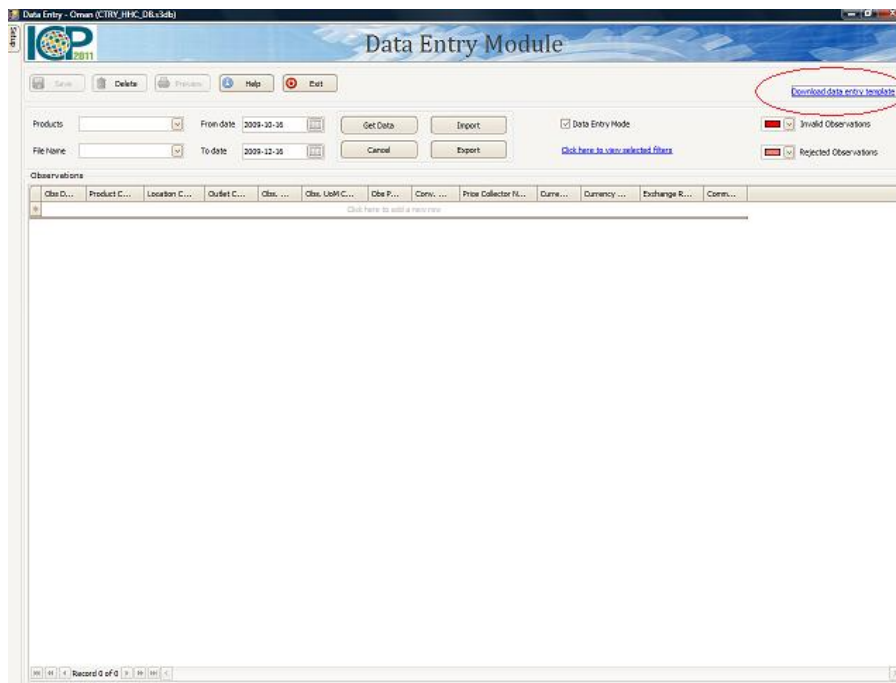 Data Entry - Oman (CTRY_HHC_DB.s3db)
Setup
ICP
2011
Data Entry Module
Save Delete Preview Help Exit
Download data entry template
Products From date 2009-10-16 Get Data Import Data Entry Mode Invalid Observations
File Name To date 2009-12-16 Cancel Export Click here to view selected filters Rejected Observations
Observations
Obs D... Product C... Location C... Outlet C... Obs. ... Obs. UoM C... Obs P... Conv. ... Price Collector N... Curre... Currency ... Exchange R... Comm...
Click here to add a new row
Record 0 of 0